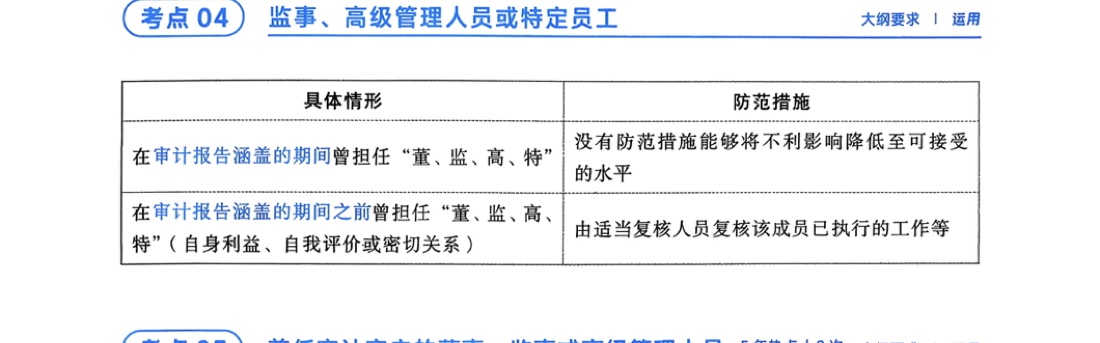 考点 04 监事、高级管理人员或特定员工 大纲要求 | 运用
具体情形 防范措施
在审计报告涵盖的期间曾担任“董、监、高、特” 没有防范措施能够将不利影响降低至可接受
的水平
在审计报告涵盖的期间之前曾担任“董、监、高、
特”（自身利益、自我评价或密切关系） 由适当复核人员复核该成员已执行的工作等